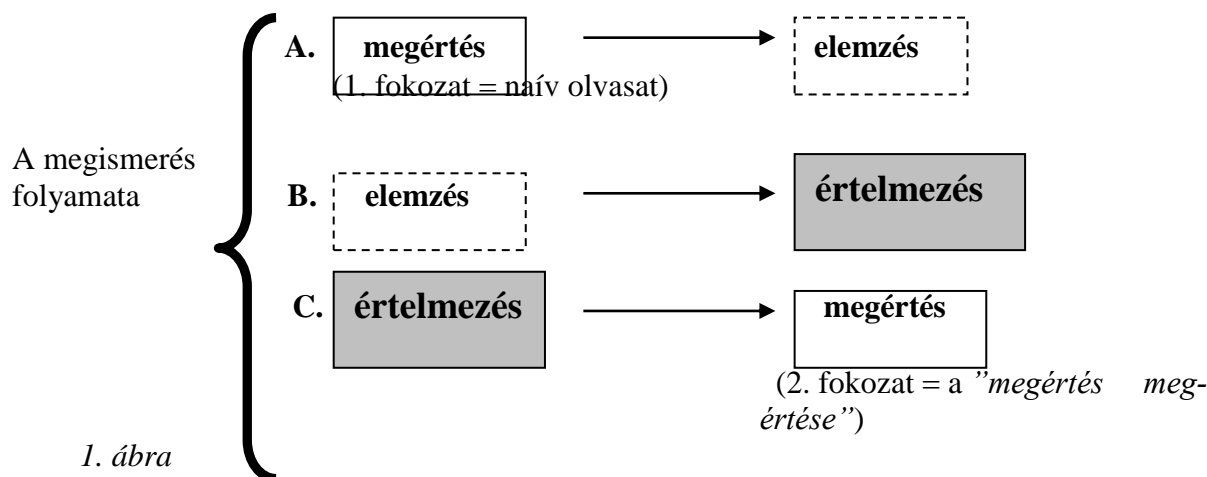 A. megértés elemzés
(1. fokozat = naív olvasat)
A megismerés
folyamata
B. elemzés értelmezés
C. értelmezés megértés
(2. fokozat = a ”megértés meg-
értése”)
1. ábra